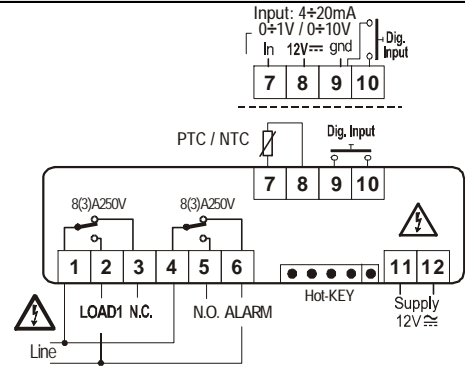 Input: 4÷20mA
0÷1V / 0÷10V
Dig.
Input
In 12V⎓ gnd
7 8 9 10
PTC / NTC
Dig. Input
7 8 9 10
8(3)A250V 8(3)A250V
1 2 3 4 5 6
11 12
Hot-KEY
LOAD1 N.C. N.O. ALARM
Supply
12V≂
Line